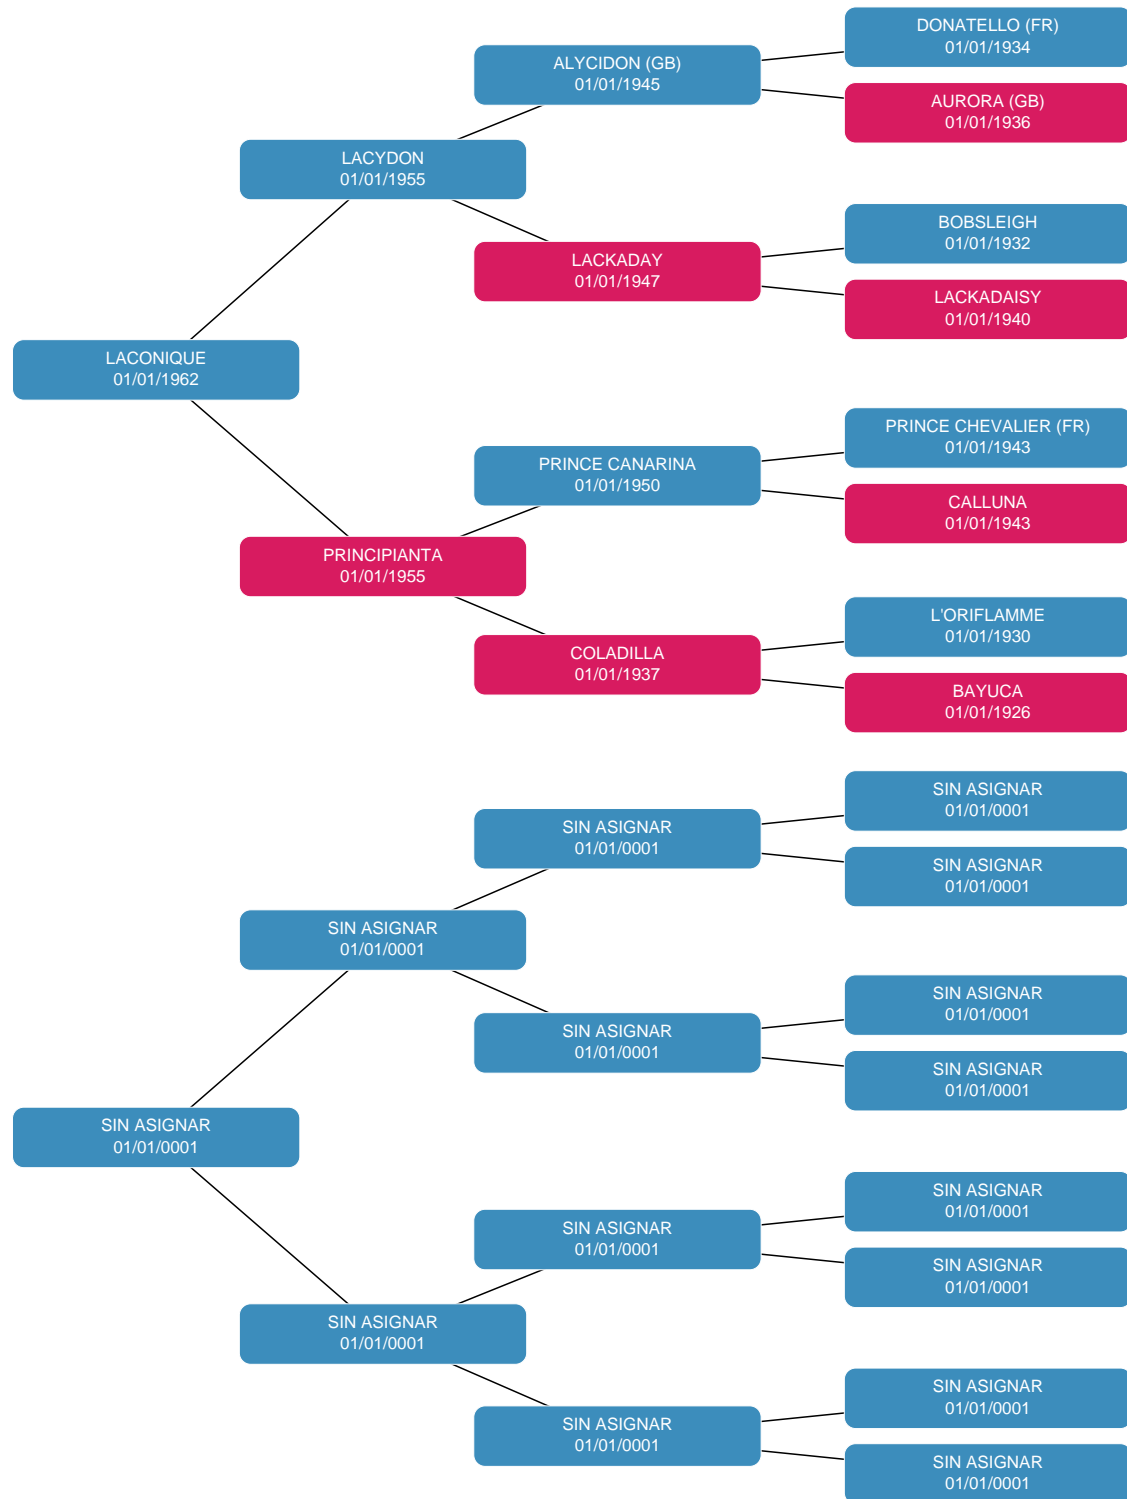 DONATELLO (FR)
01/01/1934
ALYCIDON (GB)
01/01/1945
AURORA (GB)
01/01/1936
LACYDON
01/01/1955
BOBSLEIGH
01/01/1932
LACKADAY
01/01/1947
LACKADAISY
01/01/1940
LACONIQUE
01/01/1962
PRINCE CHEVALIER (FR)
01/01/1943
PRINCE CANARINA
01/01/1950
CALLUNA
01/01/1943
PRINCIPIANTA
01/01/1955
L'ORIFLAMME
01/01/1930
COLADILLA
01/01/1937
BAYUCA
01/01/1926
SIN ASIGNAR
01/01/0001
SIN ASIGNAR
01/01/0001
SIN ASIGNAR
01/01/0001
SIN ASIGNAR
01/01/0001
SIN ASIGNAR
01/01/0001
SIN ASIGNAR
01/01/0001
SIN ASIGNAR
01/01/0001
SIN ASIGNAR
01/01/0001
SIN ASIGNAR
01/01/0001
SIN ASIGNAR
01/01/0001
SIN ASIGNAR
01/01/0001
SIN ASIGNAR
01/01/0001
SIN ASIGNAR
01/01/0001
SIN ASIGNAR
01/01/0001
SIN ASIGNAR
01/01/0001